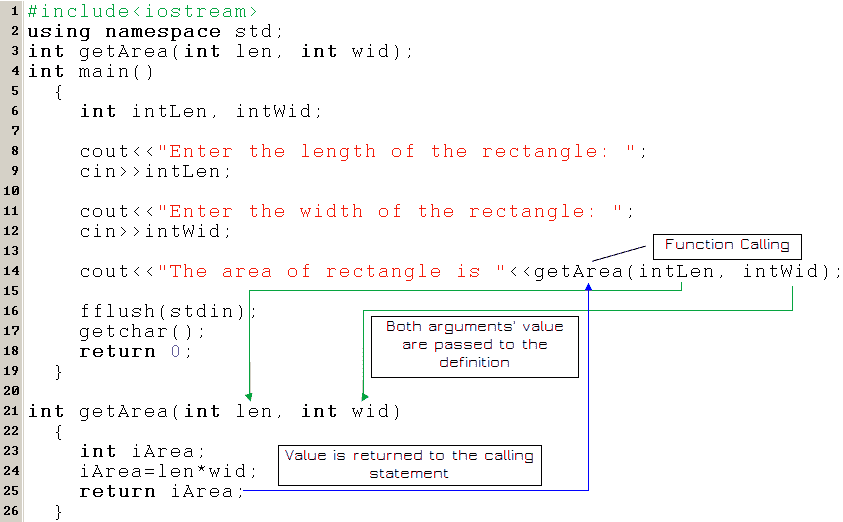 1 #include<iostream>
2 using namespace std;
3 int getArea(int len, int wid);
4 int main()
5 {
6 int intLen, intWid;
7
8 cout<<"Enter the length of the rectangle: ";
9 cin>>intLen;
10
11 cout<<"Enter the width of the rectangle: ";
12 cin>>intWid;
13
Function Calling
14 cout<<"The area of rectangle is "<<getArea(intLen, intWid);
15
16 fflush(stdin);
17 getchar();
18 return 0;
19 }
Both arguments' value
are passed to the
definition
20
21 int getArea(int len, int wid)
22 {
23 int iArea;
24 iArea=len*wid;
25 return iArea;
26 }
Value is returned to the calling
statement